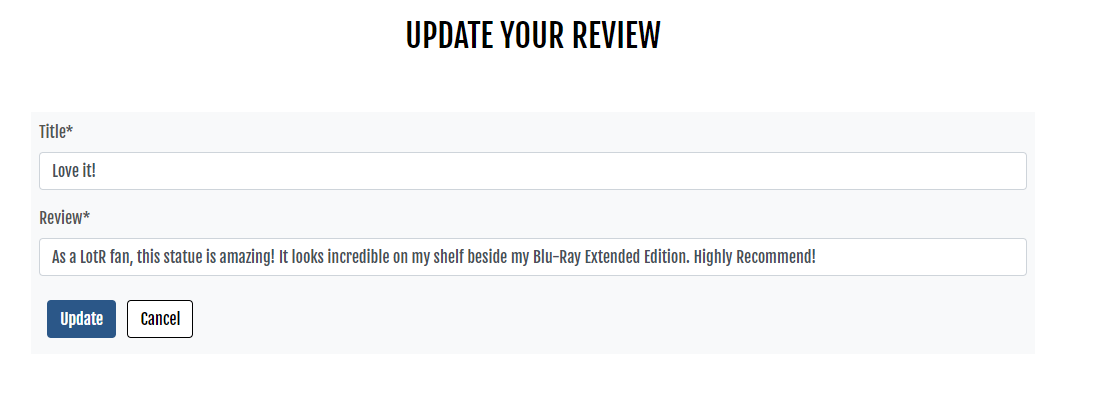 UPDATE YOUR REVIEW
Title*
Love it!
Review*
As a LotR fan, this statue is amazing! It looks incredible on my shelf beside my Blu-Ray Extended Edition. Highly Recommend!
Update Cancel